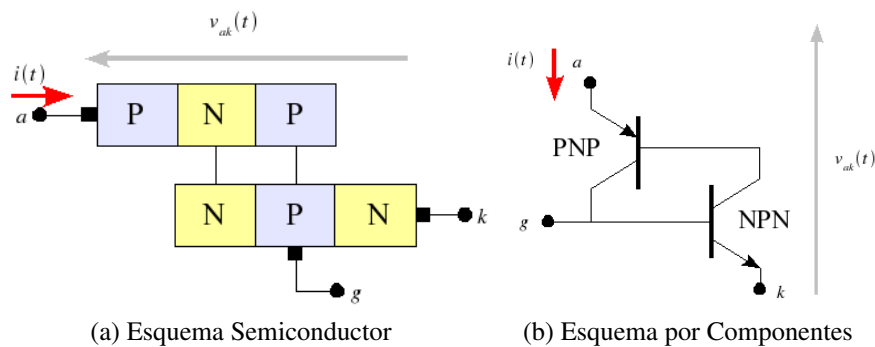 v_ak(t)
i(t)
a
P N P
N P N
k
g
(a) Esquema Semiconductor
i(t)
a
PNP
v_ak(t)
g
NPN
k
(b) Esquema por Componentes